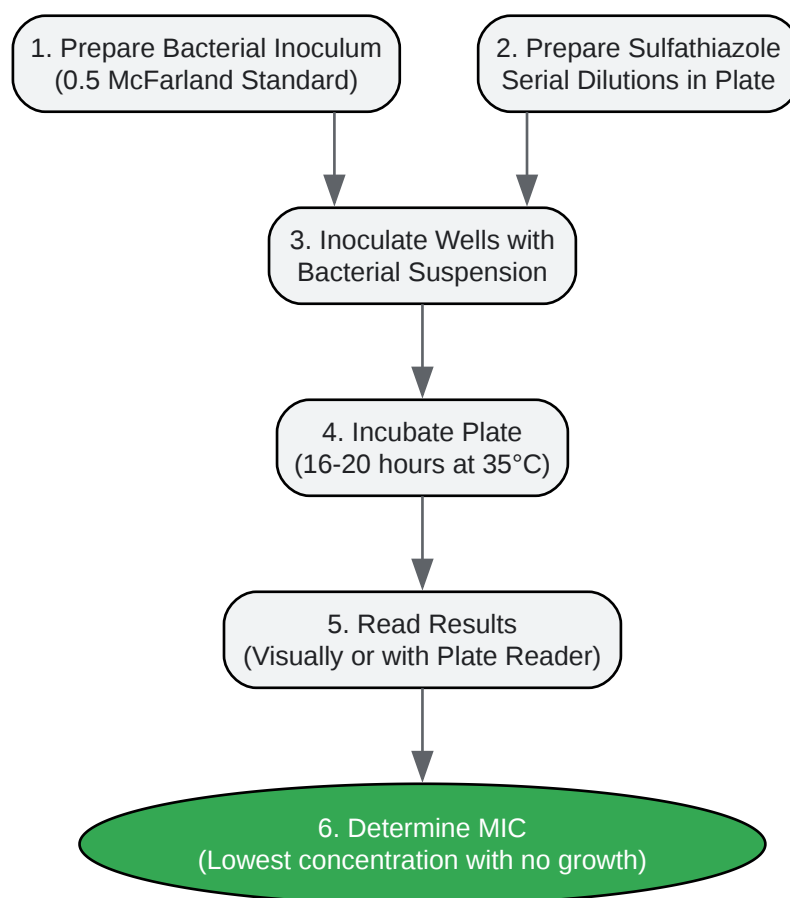 1. Prepare Bacterial Inoculum
(0.5 McFarland Standard)
2. Prepare Sulfathiazole
Serial Dilutions in Plate
3. Inoculate Wells with
Bacterial Suspension
4. Incubate Plate
(16-20 hours at 35°C)
5. Read Results
(Visually or with Plate Reader)
6. Determine MIC
(Lowest concentration with no growth)